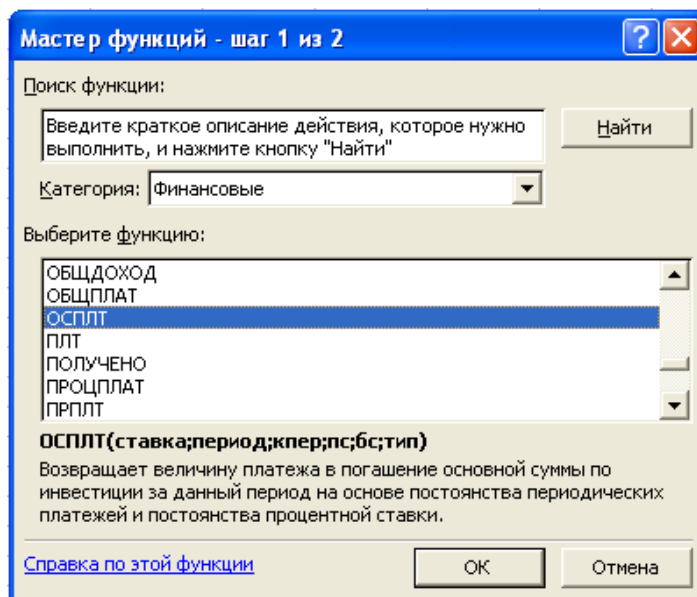 Мастер функций - шаг 1 из 2
Поиск функции:
Введите краткое описание действия, которое нужно
выполнить, и нажмите кнопку "Найти"
Найти
Категория: Финансовые
Выберите функцию:
ОБЩДОХОД
ОБЩПЛАТ
ОСПЛТ
ПЛТ
ПОЛУЧЕНО
ПРОЦПЛАТ
ПРПЛТ
ОСПЛТ(ставка;период;кпер;пс;бс;тип)
Возвращает величину платежа в погашение основной суммы по
инвестиции за данный период на основе постоянства периодических
платежей и постоянства процентной ставки.
Справка по этой функции
ОК
Отмена